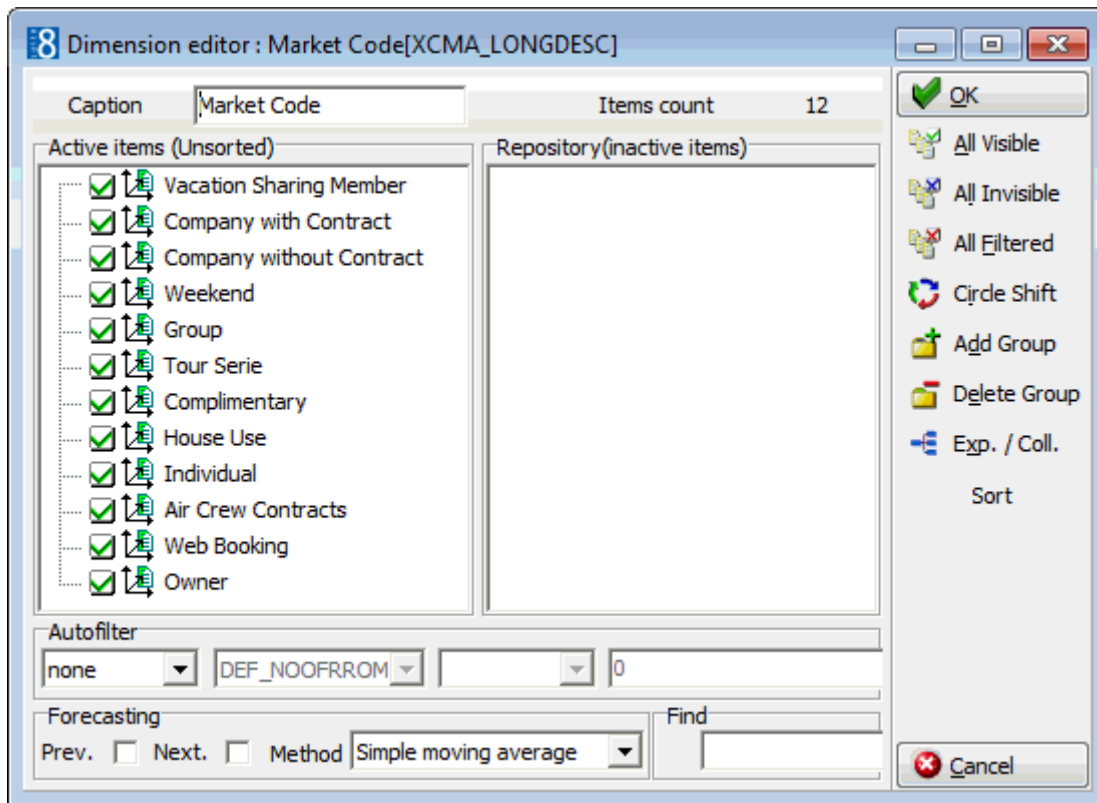 8 Dimension editor : Market Code[XCMA_LONGDESC]
Caption Market Code Items count 12
Active items (Unsorted)
Vacation Sharing Member
Company with Contract
Company without Contract
Weekend
Group
Tour Serie
Complimentary
House Use
Individual
Air Crew Contracts
Web Booking
Owner
Repository(inactive items)
Autofilter
none DEF_NOOFRROM 0
Forecasting
Prev. Next. Method Simple moving average
Find
OK
All Visible
All Invisible
All Filtered
Circle Shift
Add Group
Delete Group
Exp. / Coll.
Sort
Cancel